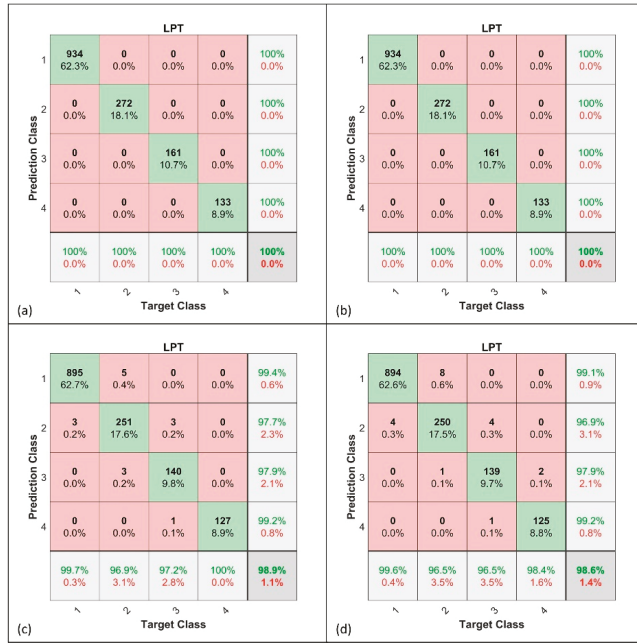 LPT
1 934 0 0 0 100%
62.3% 0.0% 0.0% 0.0% 0.0%
2 0 272 0 0 100%
0.0% 18.1% 0.0% 0.0% 0.0%
3 0 0 161 0 100%
0.0% 0.0% 10.7% 0.0% 0.0%
4 0 0 0 133 100%
0.0% 0.0% 0.0% 8.9% 0.0%
100% 100% 100% 100% 100%
0.0% 0.0% 0.0% 0.0% 0.0%
1 2 3 4
Prediction Class
Target Class
(a)
LPT
1 934 0 0 0 100%
62.3% 0.0% 0.0% 0.0% 0.0%
2 0 272 0 0 100%
0.0% 18.1% 0.0% 0.0% 0.0%
3 0 0 161 0 100%
0.0% 0.0% 10.7% 0.0% 0.0%
4 0 0 0 133 100%
0.0% 0.0% 0.0% 8.9% 0.0%
100% 100% 100% 100% 100%
0.0% 0.0% 0.0% 0.0% 0.0%
1 2 3 4
Prediction Class
Target Class
(b)
LPT
1 895 5 0 0 99.4%
62.7% 0.4% 0.0% 0.0% 0.6%
2 3 251 3 0 97.7%
0.2% 17.6% 0.2% 0.0% 2.3%
3 0 3 140 0 97.9%
0.0% 0.2% 9.8% 0.0% 2.1%
4 0 0 1 127 99.2%
0.0% 0.0% 0.1% 8.9% 0.8%
99.7% 96.9% 97.2% 100% 98.9%
0.3% 3.1% 2.8% 0.0% 1.1%
1 2 3 4
Prediction Class
Target Class
(c)
LPT
1 894 8 0 0 99.1%
62.6% 0.6% 0.0% 0.0% 0.9%
2 4 250 4 0 96.9%
0.3% 17.5% 0.3% 0.0% 3.1%
3 0 1 139 2 97.9%
0.0% 0.1% 9.7% 0.1% 2.1%
4 0 0 1 125 99.2%
0.0% 0.0% 0.1% 8.8% 0.8%
99.6% 96.5% 96.5% 98.4% 98.6%
0.4% 3.5% 3.5% 1.6% 1.4%
1 2 3 4
Prediction Class
Target Class
(d)